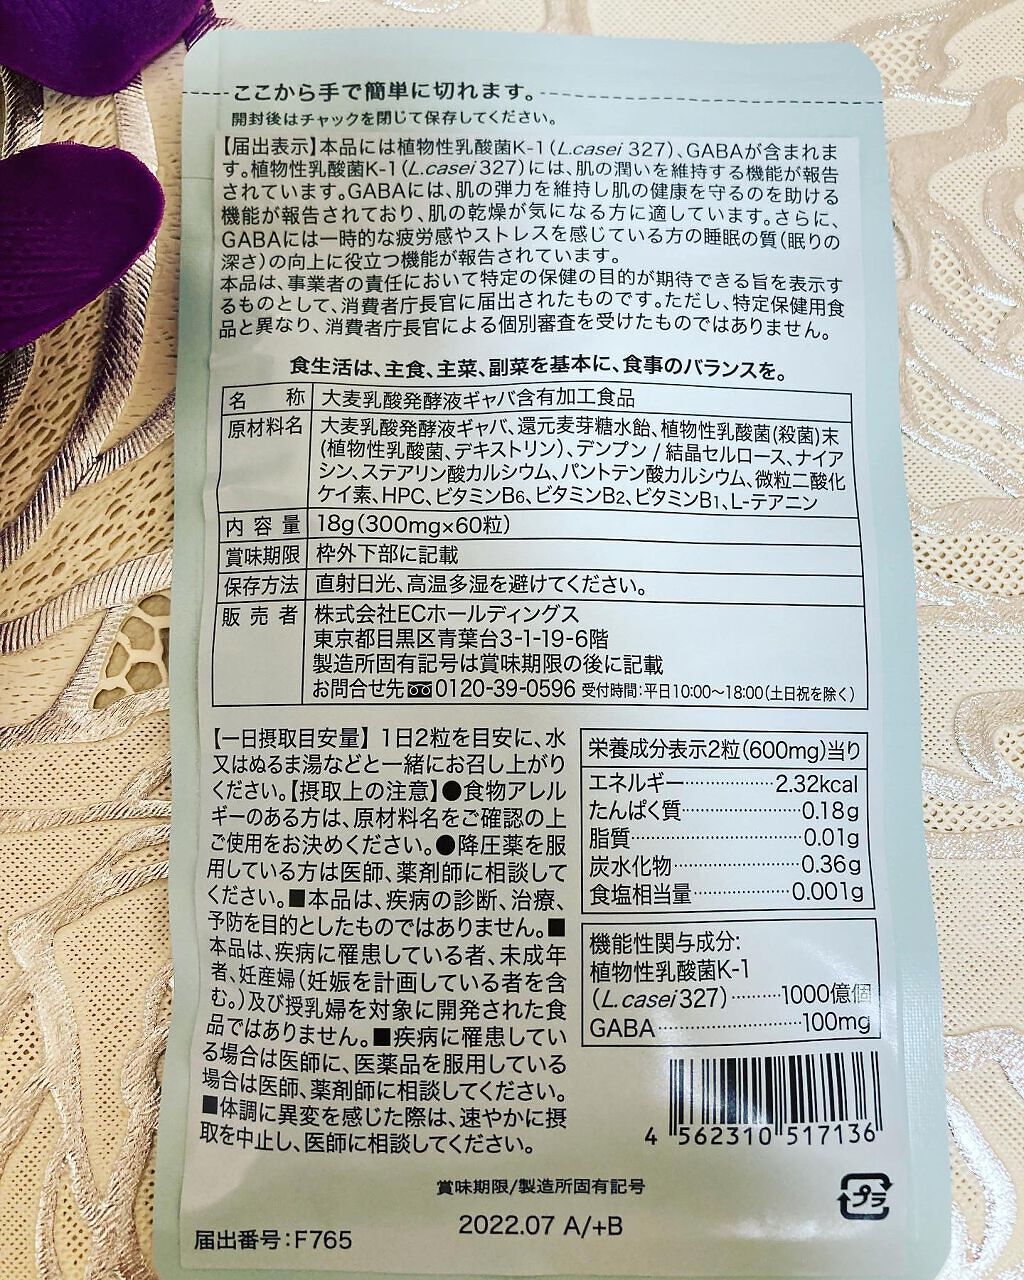 ここから手で簡単に切れます。
開封後はチャックを閉じて保存してください。
【届出表示】本品には植物性乳酸菌K-1(L.casei 327)、GABAが含まれま
す。植物性乳酸菌K-1(L.casei 327)には、肌の潤いを維持する機能が報告
されています。GABAには、肌の弾力を維持し肌の健康を守るのを助ける
機能が報告されており、肌の乾燥が気になる方に適しています。さらに、
GABAには一時的な疲労感やストレスを感じている方の睡眠の質(眠りの
深さ)の向上に役立つ機能が報告されています。
本品は、事業者の責任において特定の保健の目的が期待できる旨を表示す
るものとして、消費者庁長官に届出されたものです。ただし、特定保健用食
品と異なり、消費者庁長官による個別審査を受けたものではありません。
食生活は、主食、主菜、副菜を基本に、食事のバランスを。
名 称 大麦乳酸発酵液ギャバ含有加工食品
原材料名 大麦乳酸発酵液ギャバ、還元麦芽糖水飴、植物性乳酸菌(殺菌)末
(植物性乳酸菌、デキストリン)、デンプン / 結晶セルロース、ナイア
シン、ステアリン酸カルシウム、パントテン酸カルシウム、微粒二酸化
ケイ素、HPC、ビタミンB6、ビタミンB2、ビタミンB1、L-テアニン
内 容 量 18g(300mg×60粒)
賞味期限 枠外下部に記載
保存方法 直射日光、高温多湿を避けてください。
販 売 者 株式会社ECホールディングス
東京都目黒区青葉台3-1-19-6階
製造所固有記号は賞味期限の後に記載
お問合せ先 0120-39-0596 受付時間:平日10:00〜18:00(土日祝を除く)
【一日摂取目安量】 1日2粒を目安に、水
又はぬるま湯などと一緒にお召し上がり
ください。【摂取上の注意】●食物アレル
ギーのある方は、原材料名をご確認の上
ご使用をお決めください。●降圧薬を服
用している方は医師、薬剤師に相談して
ください。■本品は、疾病の診断、治療、
予防を目的としたものではありません。■
本品は、疾病に罹患している者、未成年
者、妊産婦(妊娠を計画している者を含
む。)及び授乳婦を対象に開発された食
品ではありません。■疾病に罹患してい
る場合は医師に、医薬品を服用している
場合は医師、薬剤師に相談してください。
■体調に異変を感じた際は、速やかに摂
取を中止し、医師に相談してください。
栄養成分表示2粒(600mg)当り
エネルギー……………2.32kcal
たんぱく質……………0.18g
脂質……………0.01g
炭水化物……………0.36g
食塩相当量……………0.001g
機能性関与成分:
植物性乳酸菌K-1
(L.casei 327)………1000億個
GABA……………100mg
4 562310 517136
賞味期限/製造所固有記号
2022.07 A/+B
プラ
届出番号:F765